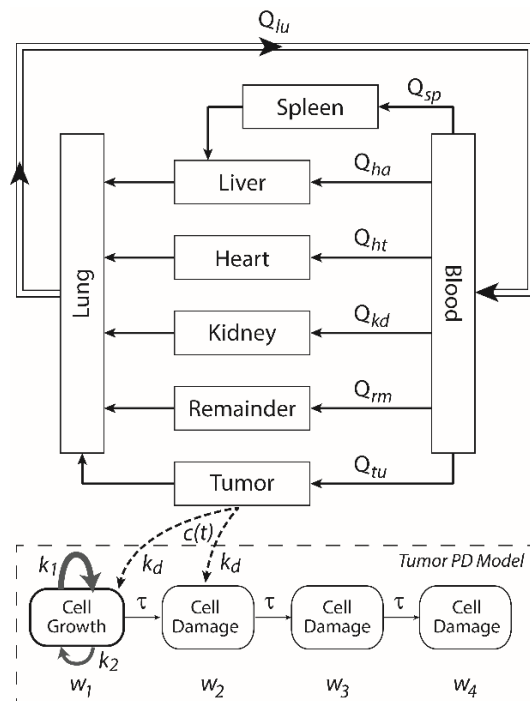 Q_lu
Q_sp
Spleen
Q_ha
Liver
Q_ht
Heart
Lung
Blood
Q_kd
Kidney
Q_rm
Remainder
Q_tu
Tumor
c(t)
k_d
k_d
Tumor PD Model
k_1
Cell
Growth
τ
Cell
Damage
τ
Cell
Damage
τ
Cell
Damage
k_2
w_1
w_2
w_3
w_4